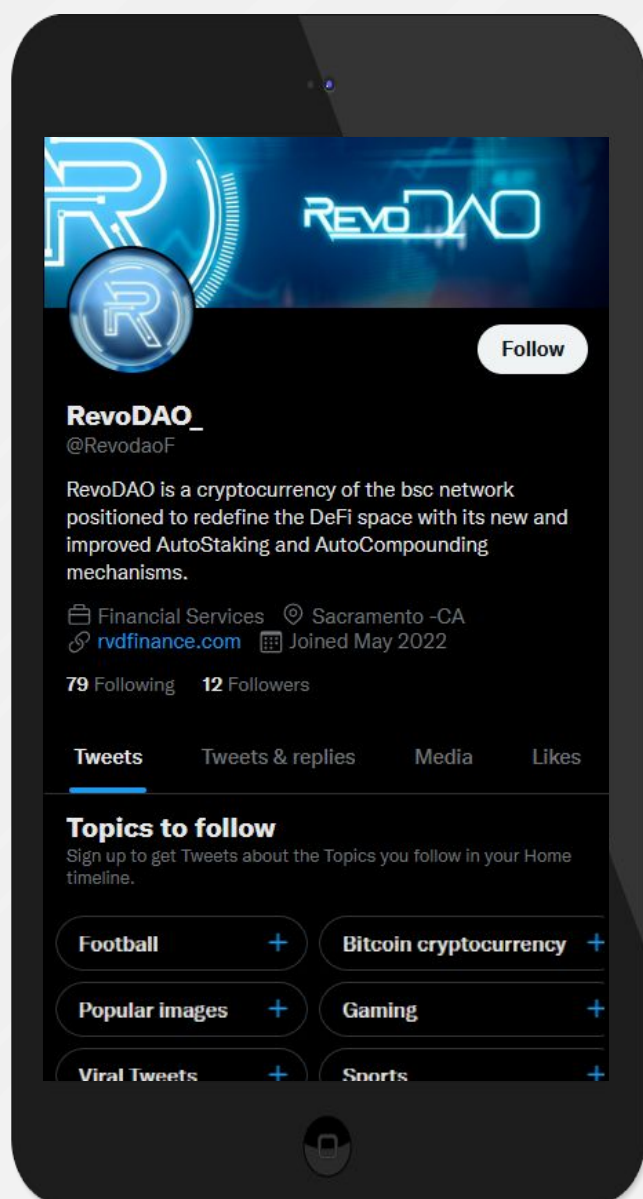 REVODAO
Follow
RevoDAO_
@RevodaoF
RevoDAO is a cryptocurrency of the bsc network
positioned to redefine the DeFi space with its new and
improved AutoStaking and AutoCompounding
mechanisms.
Financial Services Sacramento -CA
rvdfinance.com Joined May 2022
79 Following 12 Followers
Tweets Tweets & replies Media Likes
Topics to follow
Sign up to get Tweets about the Topics you follow in your Home
timeline.
Football + Bitcoin cryptocurrency +
Popular images + Gaming +
Viral Tweets + Sports +